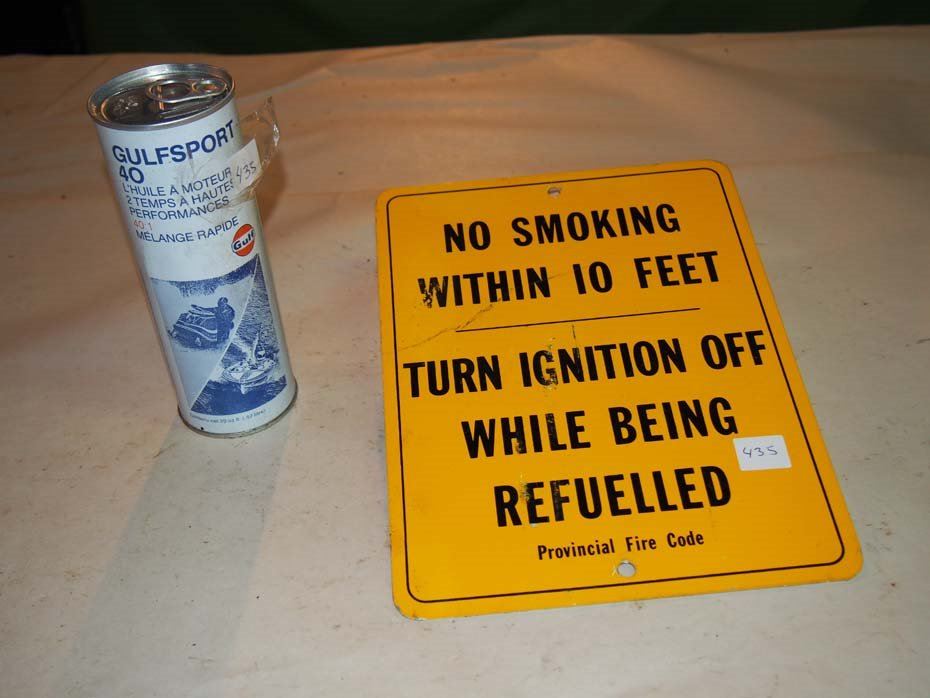 GULFSPORT
40
L'HUILE À MOTEUR
2 TEMPS À HAUTES
PERFORMANCES
40:1
MÉLANGE RAPIDE
Gulf
435
NO SMOKING
WITHIN 10 FEET
TURN IGNITION OFF
WHILE BEING
REFUELLED
435
Provincial Fire Code